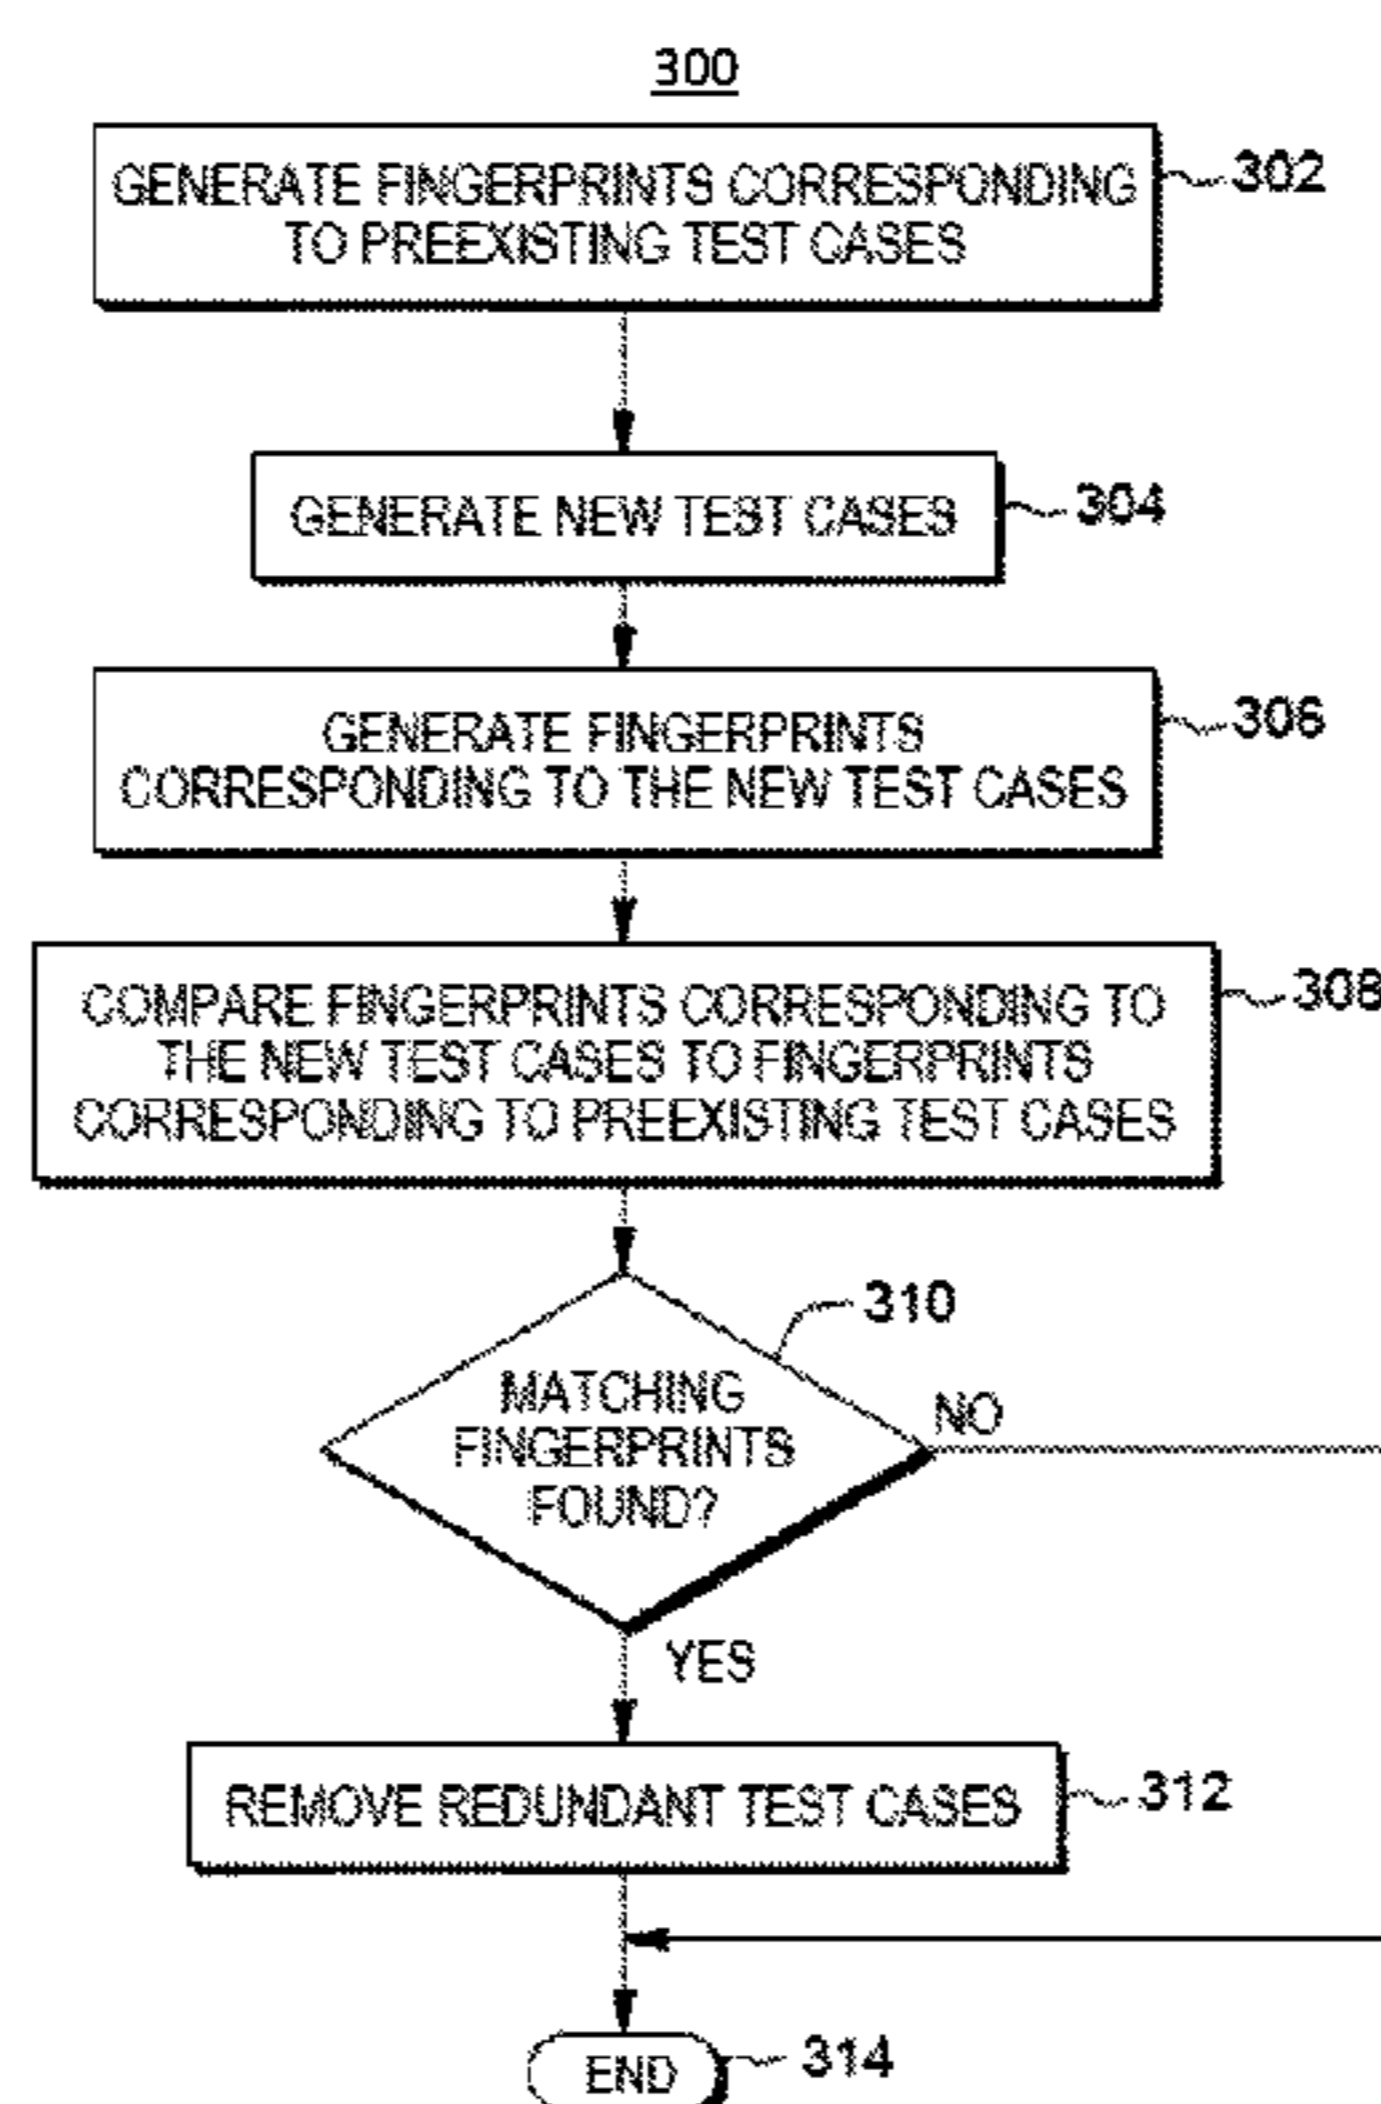 300
GENERATE FINGERPRINTS CORRESPONDING
TO PREEXISTING TEST CASES
302
GENERATE NEW TEST CASES
304
GENERATE FINGERPRINTS
CORRESPONDING TO THE NEW TEST CASES
306
COMPARE FINGERPRINTS CORRESPONDING TO
THE NEW TEST CASES TO FINGERPRINTS
CORRESPONDING TO PREEXISTING TEST CASES
308
310
MATCHING
FINGERPRINTS
FOUND?
NO
YES
REMOVE REDUNDANT TEST CASES
312
END
314